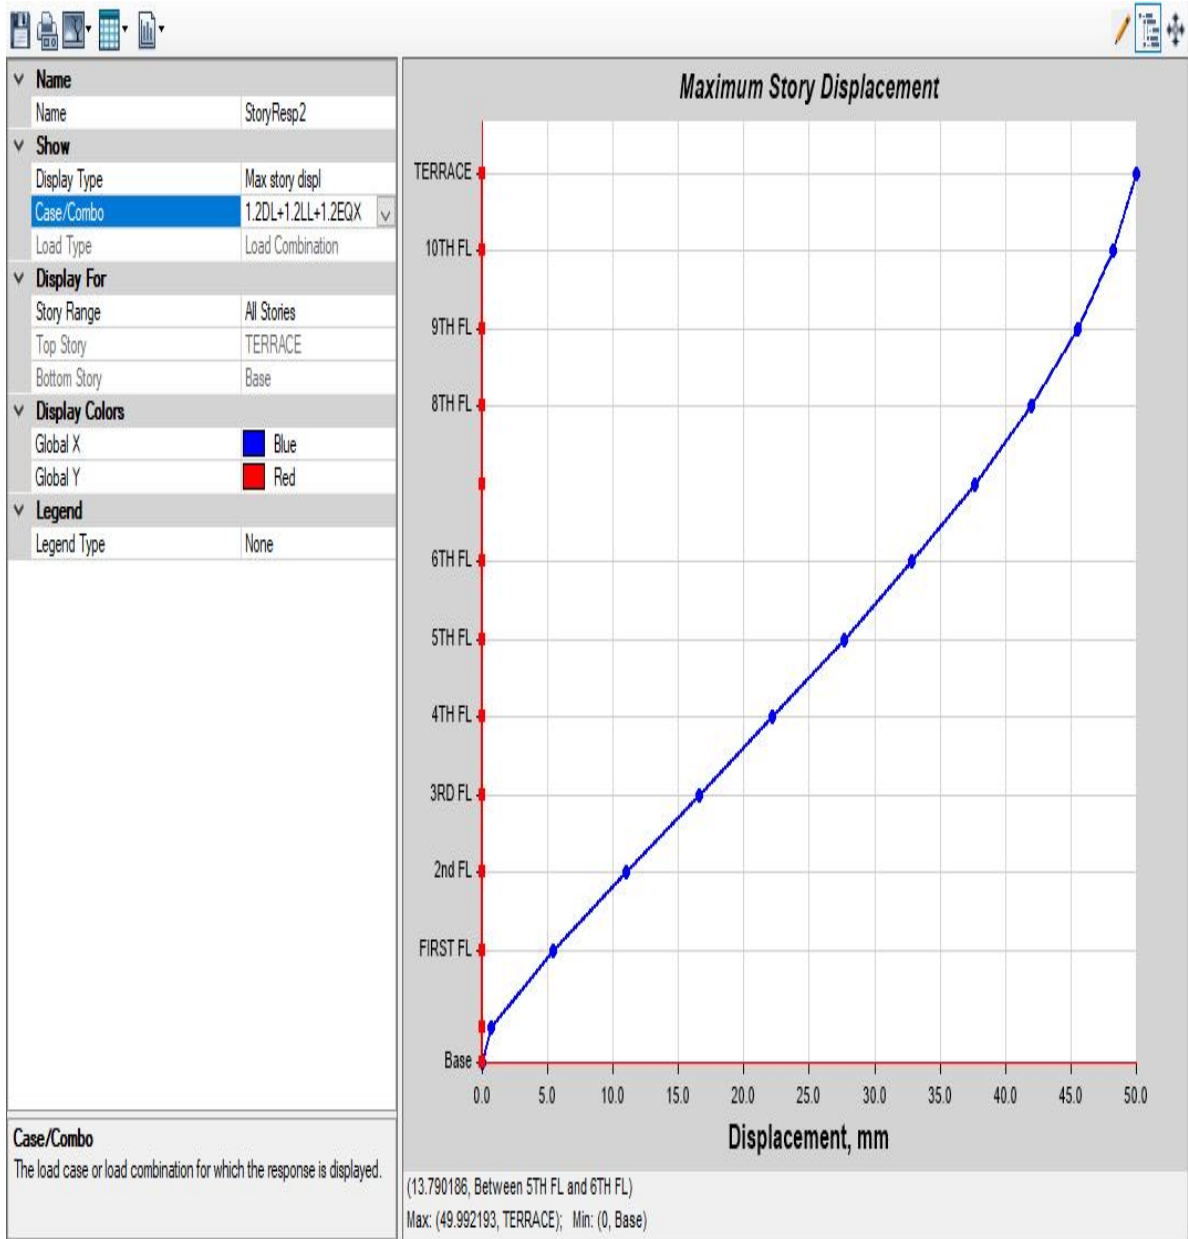 Name
Name StoryResp2
Show
Display Type Max story displ
Case/Combo 1.2DL+1.2LL+1.2EQX
Load Type Load Combination
Display For
Story Range All Stories
Top Story TERRACE
Bottom Story Base
Display Colors
Global X Blue
Global Y Red
Legend
Legend Type None
Case/Combo
The load case or load combination for which the response is displayed.
Maximum Story Displacement
TERRACE
10TH FL
9TH FL
8TH FL
6TH FL
5TH FL
4TH FL
3RD FL
2nd FL
FIRST FL
Base
0.0 5.0 10.0 15.0 20.0 25.0 30.0 35.0 40.0 45.0 50.0
Displacement, mm
(13.790186, Between 5TH FL and 6TH FL)
Max: (49.992193, TERRACE); Min: (0, Base)